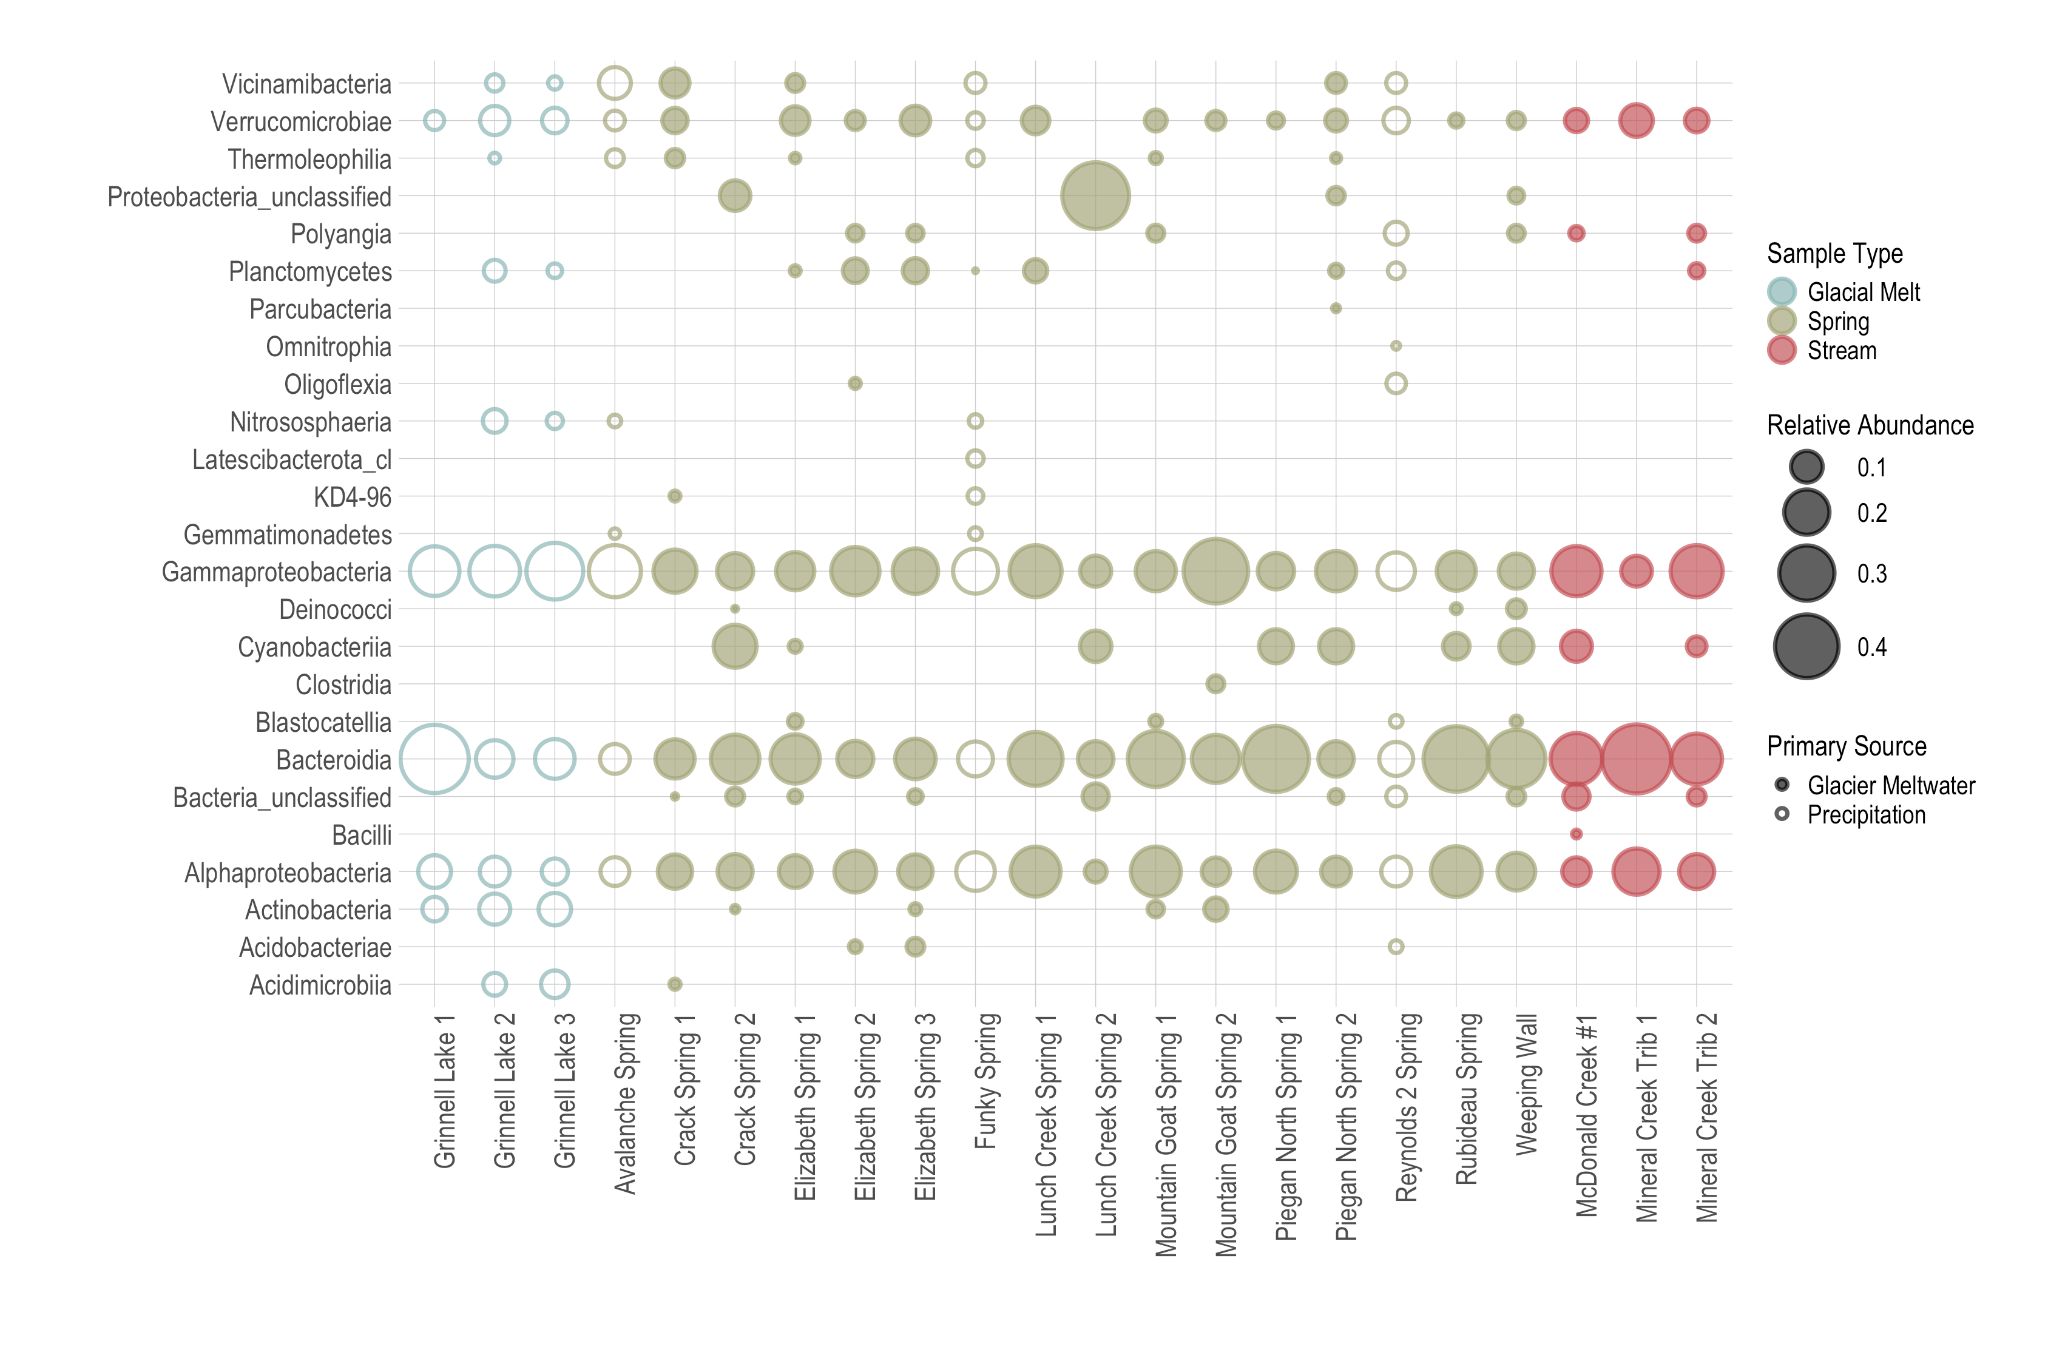 Vicinamibacteria
Verrucomicrobiae
Thermoleophilia
Proteobacteria_unclassified
Polyangia
Planctomycetes
Parcubacteria
Omnitrophia
Oligoflexia
Nitrososphaeria
Latescibacterota_cl
KD4-96
Gemmatimonadetes
Gammaproteobacteria
Deinococci
Cyanobacteriia
Clostridia
Blastocatellia
Bacteroidia
Bacteria_unclassified
Bacilli
Alphaproteobacteria
Actinobacteria
Acidobacteriae
Acidimicrobiia
Grinnell Lake 1
Grinnell Lake 2
Grinnell Lake 3
Avalanche Spring
Crack Spring 1
Crack Spring 2
Elizabeth Spring 1
Elizabeth Spring 2
Elizabeth Spring 3
Funky Spring
Lunch Creek Spring 1
Lunch Creek Spring 2
Mountain Goat Spring 1
Mountain Goat Spring 2
Piegan North Spring 1
Piegan North Spring 2
Reynolds 2 Spring
Rubideau Spring
Weeping Wall
McDonald Creek #1
Mineral Creek Trib 1
Mineral Creek Trib 2
Sample Type
Glacial Melt
Spring
Stream
Relative Abundance
0.1
0.2
0.3
0.4
Primary Source
Glacier Meltwater
Precipitation